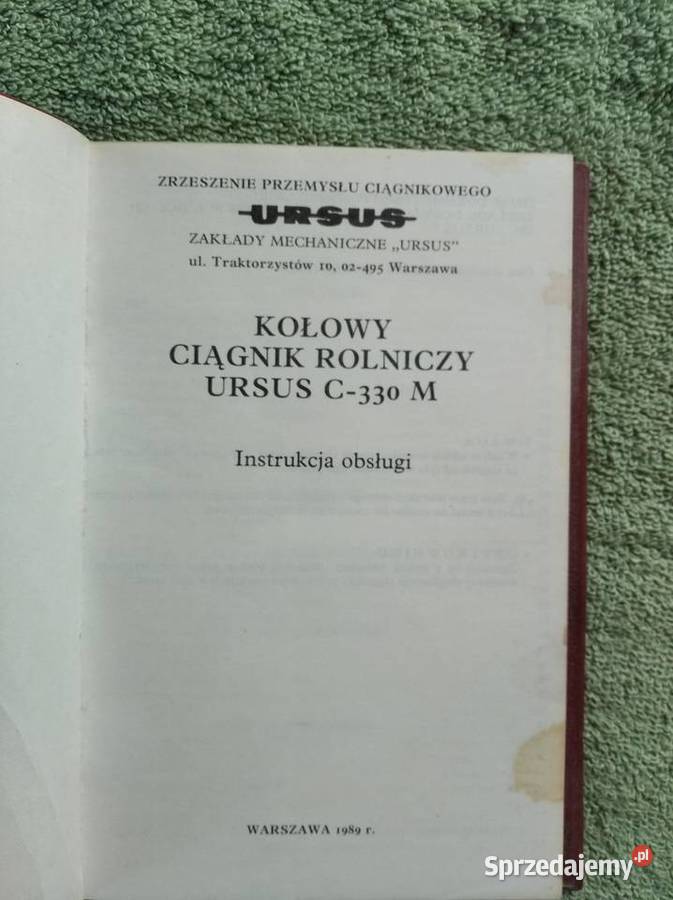 ZRZESZENIE PRZEMYSŁU CIĄGNIKOWEGO
URSUS
ZAKŁADY MECHANICZNE „URSUS”
ul. Traktorzystów 10, 02-495 Warszawa
KOŁOWY
CIĄGNIK ROLNICZY
URSUS C-330 M
Instrukcja obsługi
WARSZAWA 1989 r.
Sprzedajemy.pl